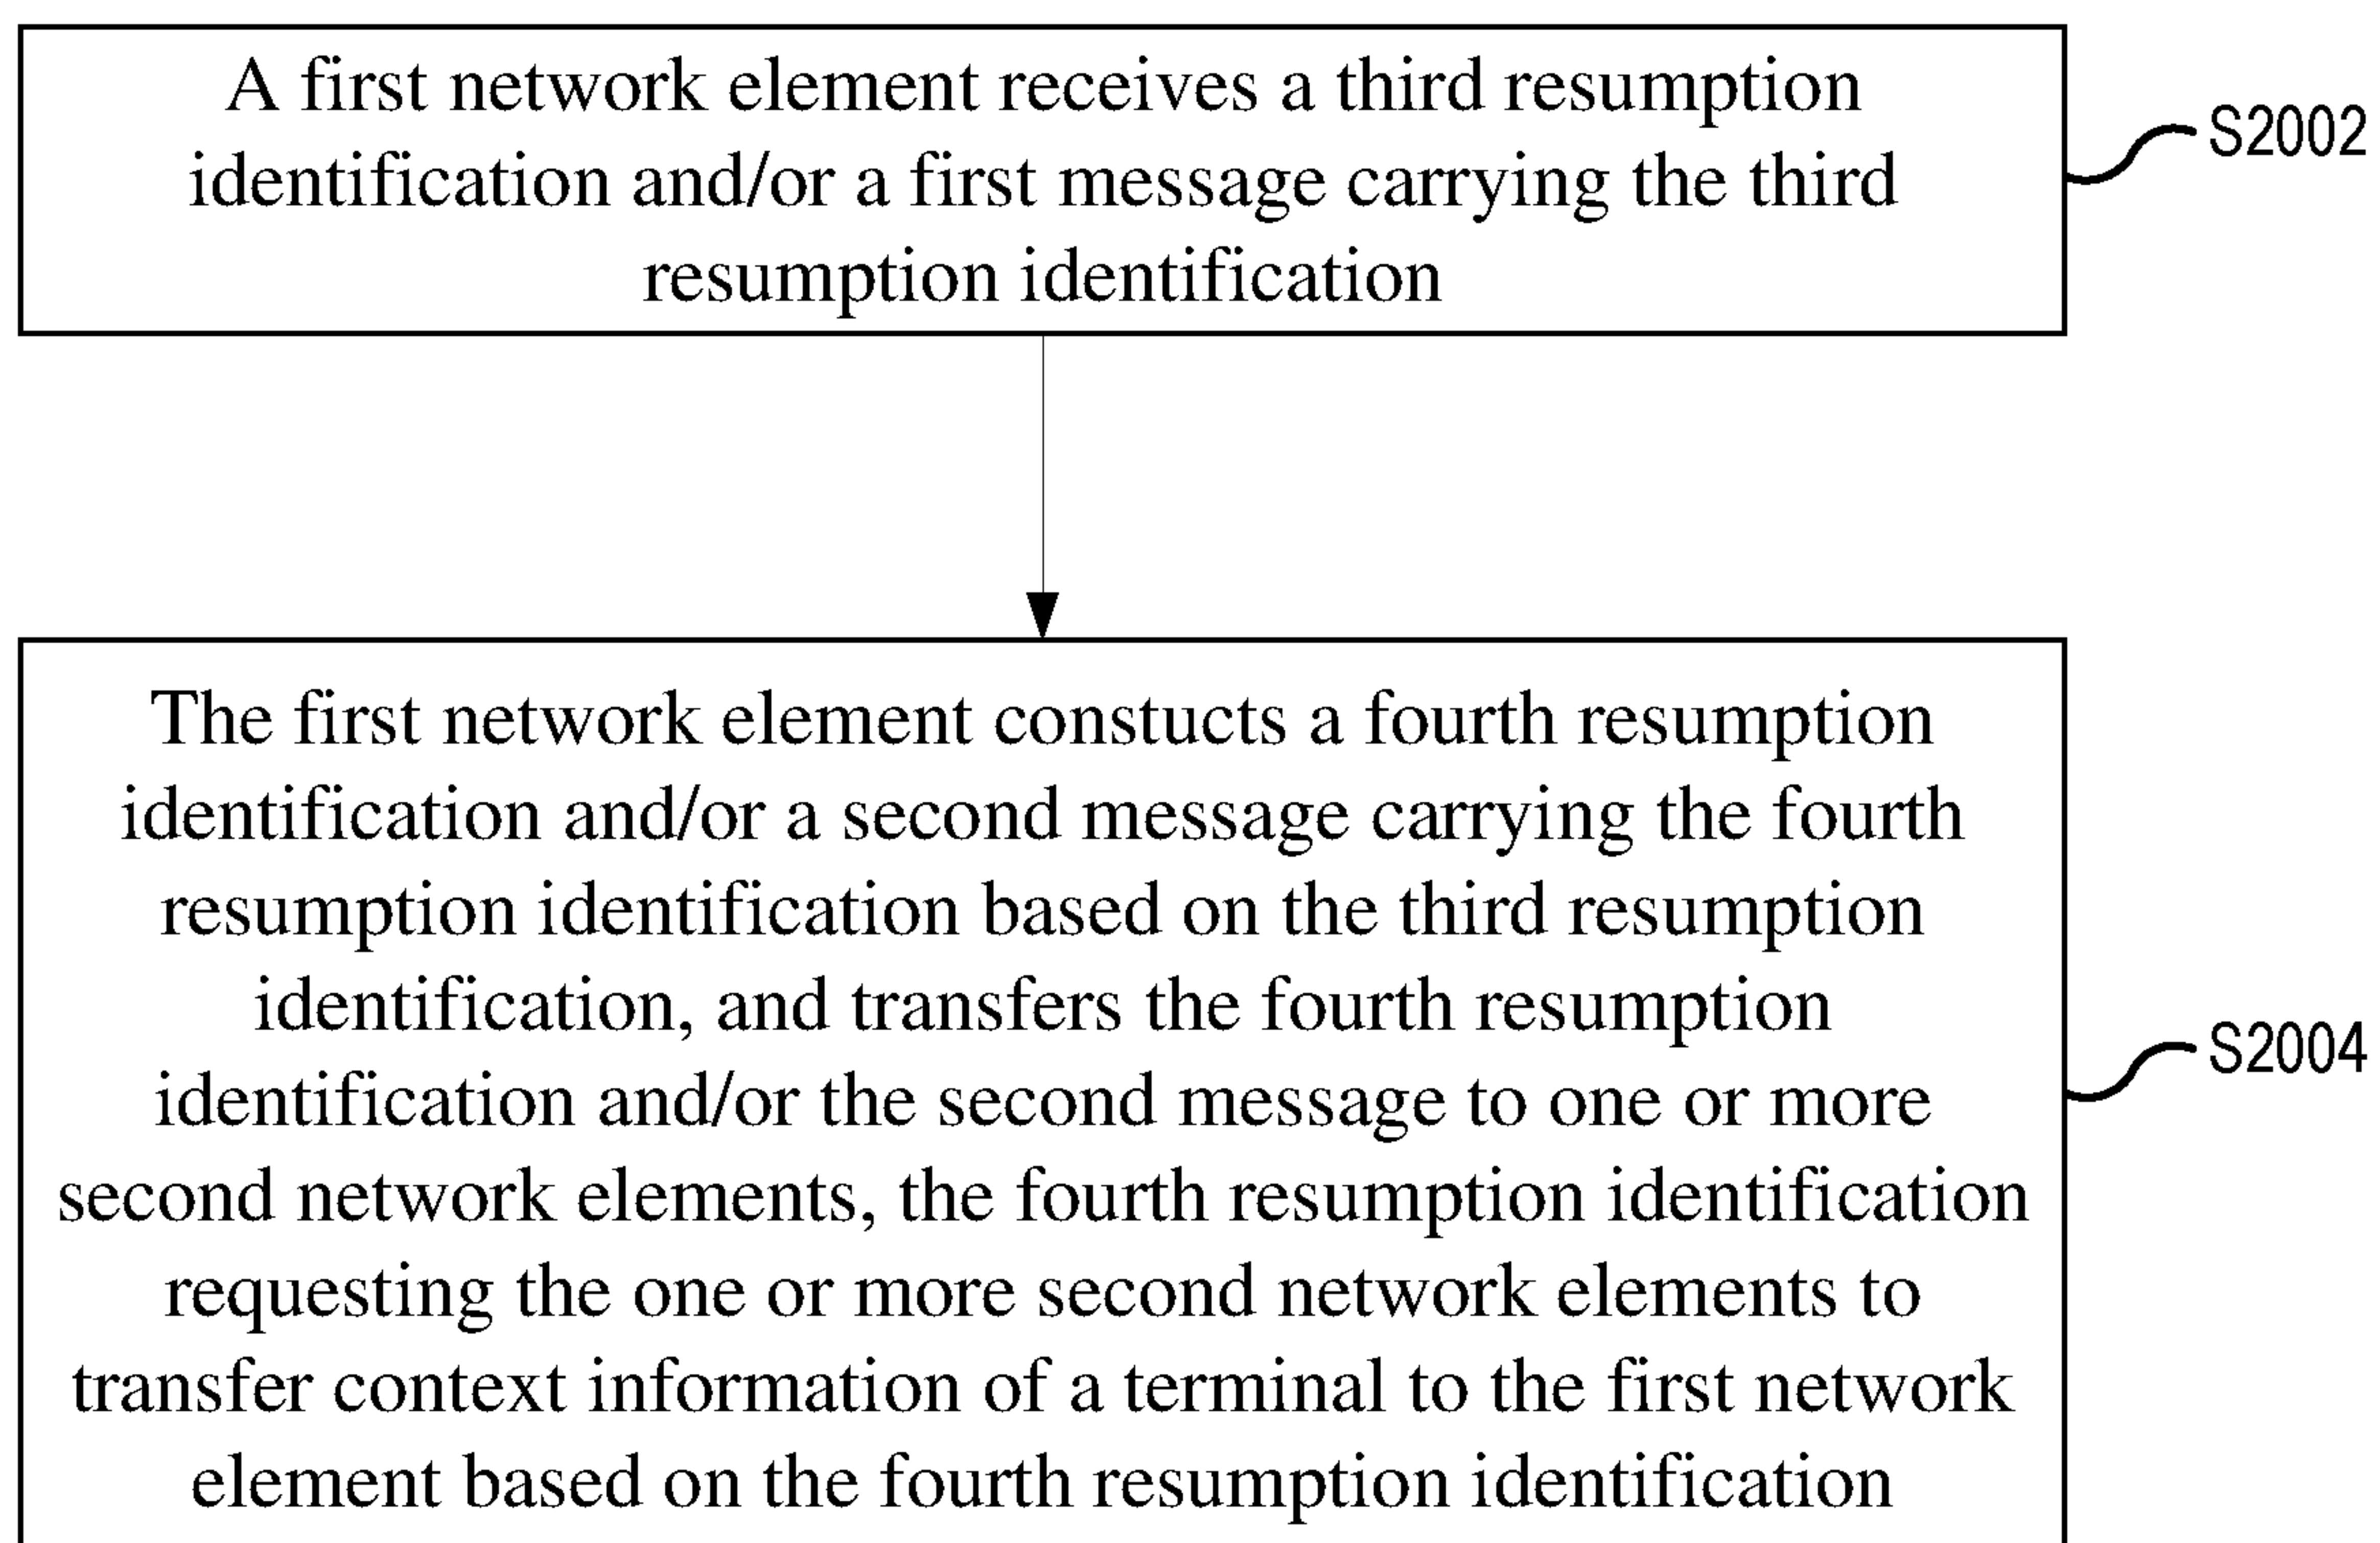 A first network element receives a third resumption
identification and/or a first message carrying the third
resumption identification
S2002
The first network element constucts a fourth resumption
identification and/or a second message carrying the fourth
resumption identification based on the third resumption
identification, and transfers the fourth resumption
identification and/or the second message to one or more
second network elements, the fourth resumption identification
requesting the one or more second network elements to
transfer context information of a terminal to the first network
element based on the fourth resumption identification
S2004